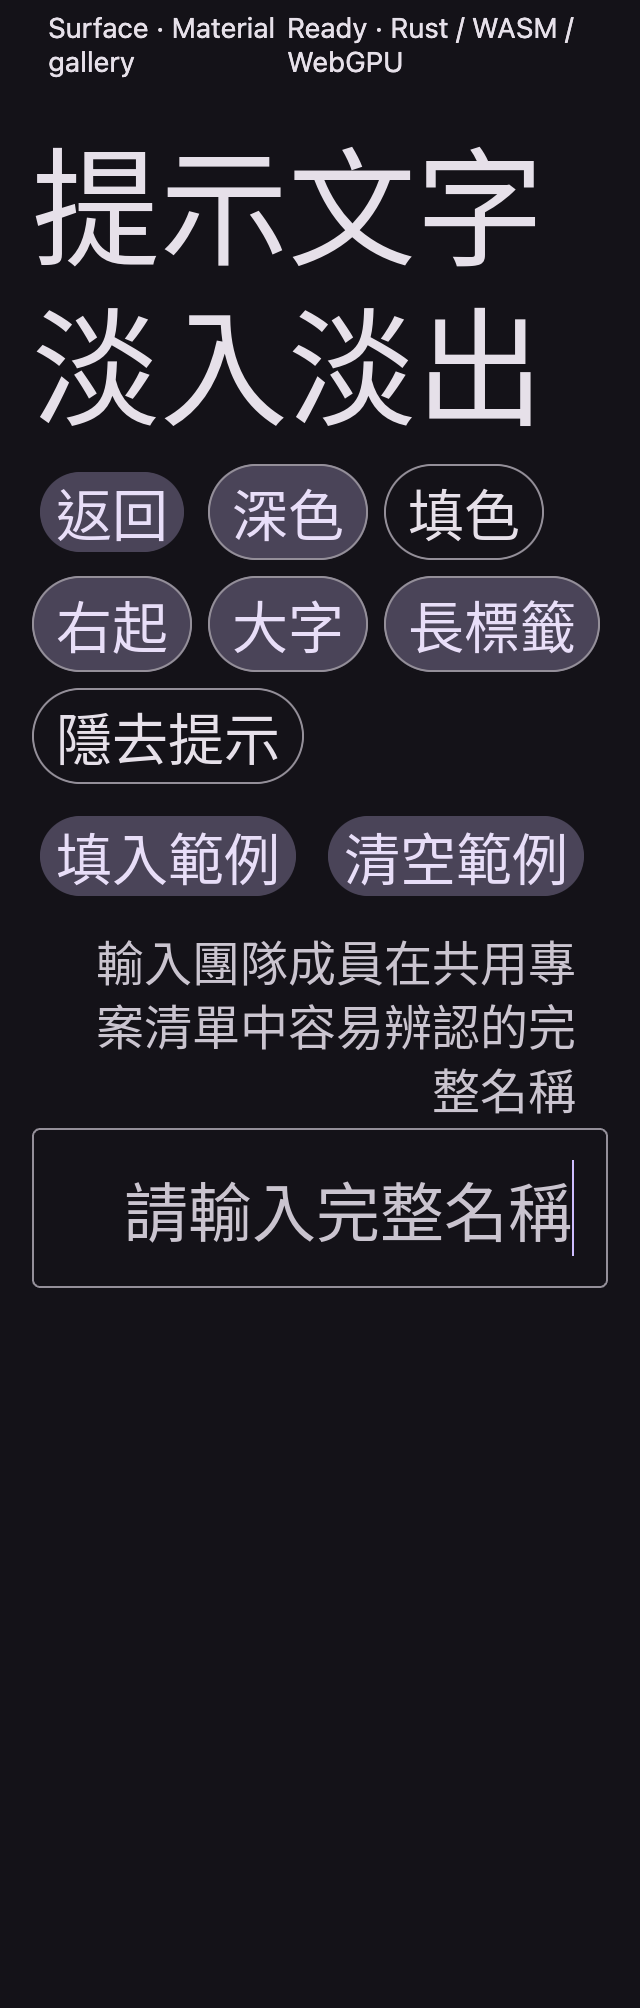 Surface · Material gallery
Ready · Rust / WASM / WebGPU
提示文字
淡入淡出
返回
深色
填色
右起
大字
長標籤
隱去提示
填入範例
清空範例
輸入團隊成員在共用專
案清單中容易辨認的完
整名稱
請輸入完整名稱